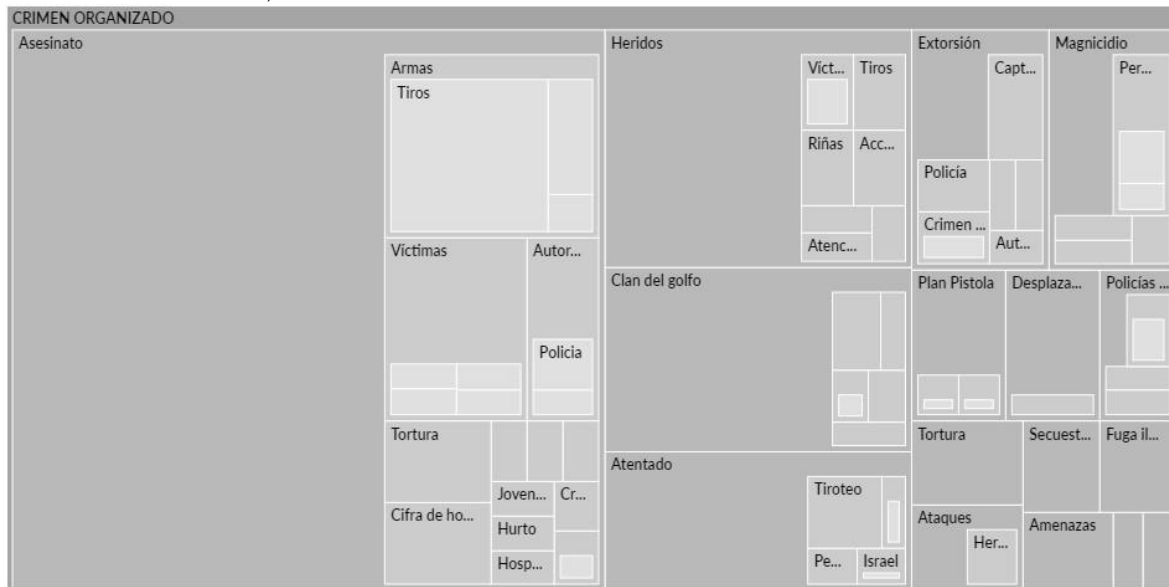 CRIMEN ORGANIZADO
Asesinato
Armas
Tiros
Víctimas
Autor...
Policia
Tortura
Cifra de ho...
Joven...
Cr...
Hurto
Hosp...
Heridos
Víct...
Tiros
Riñas
Acc...
Atenc...
Clan del golfo
Atentado
Tiroteo
Pe...
Israel
Extorsión
Capt...
Policía
Crimen ...
Aut...
Magnicidio
Per...
Plan Pistola
Desplaza...
Policías ...
Tortura
Secuest...
Fuga il...
Ataques
Her...
Amenazas